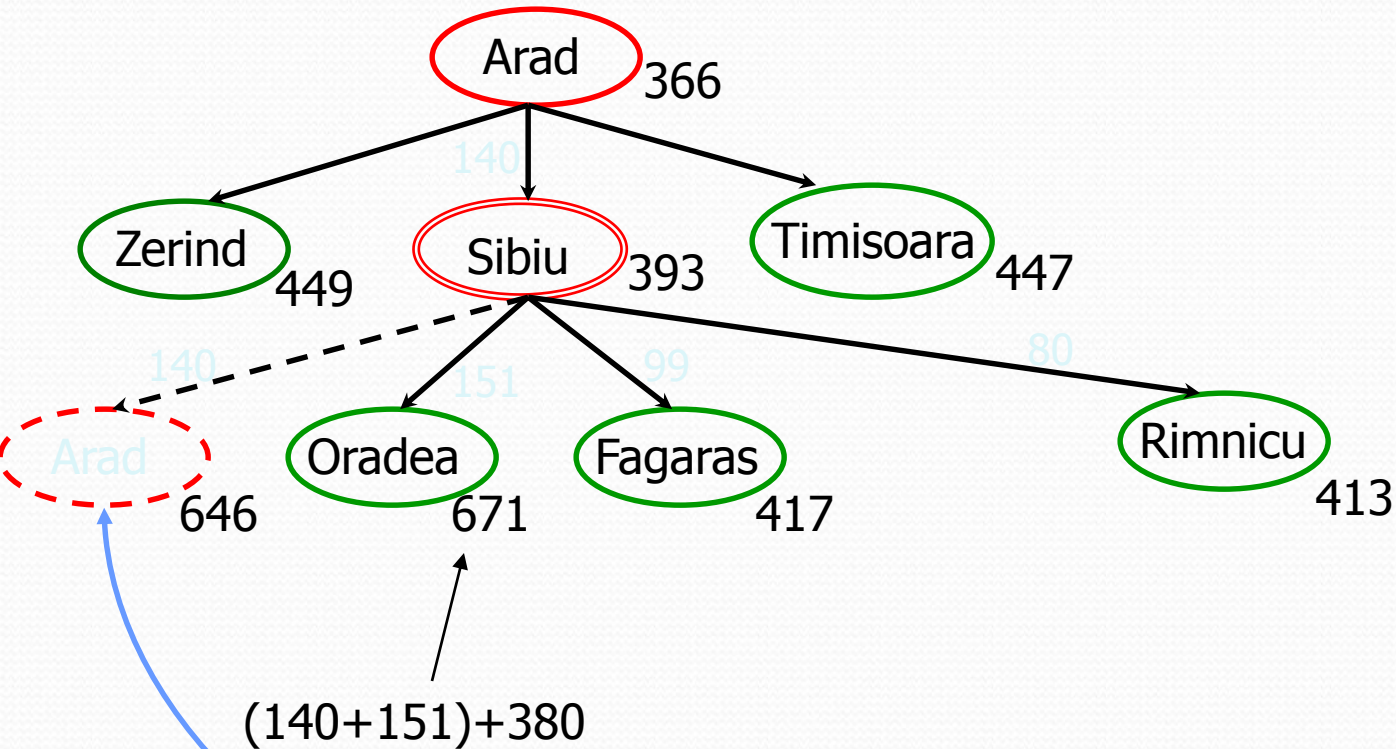 Arad
366
140
Zerind
449
Sibiu
393
Timisoara
447
140
151
99
80
Arad
646
Oradea
671
Fagaras
417
Rimnicu
413
(140+151)+380